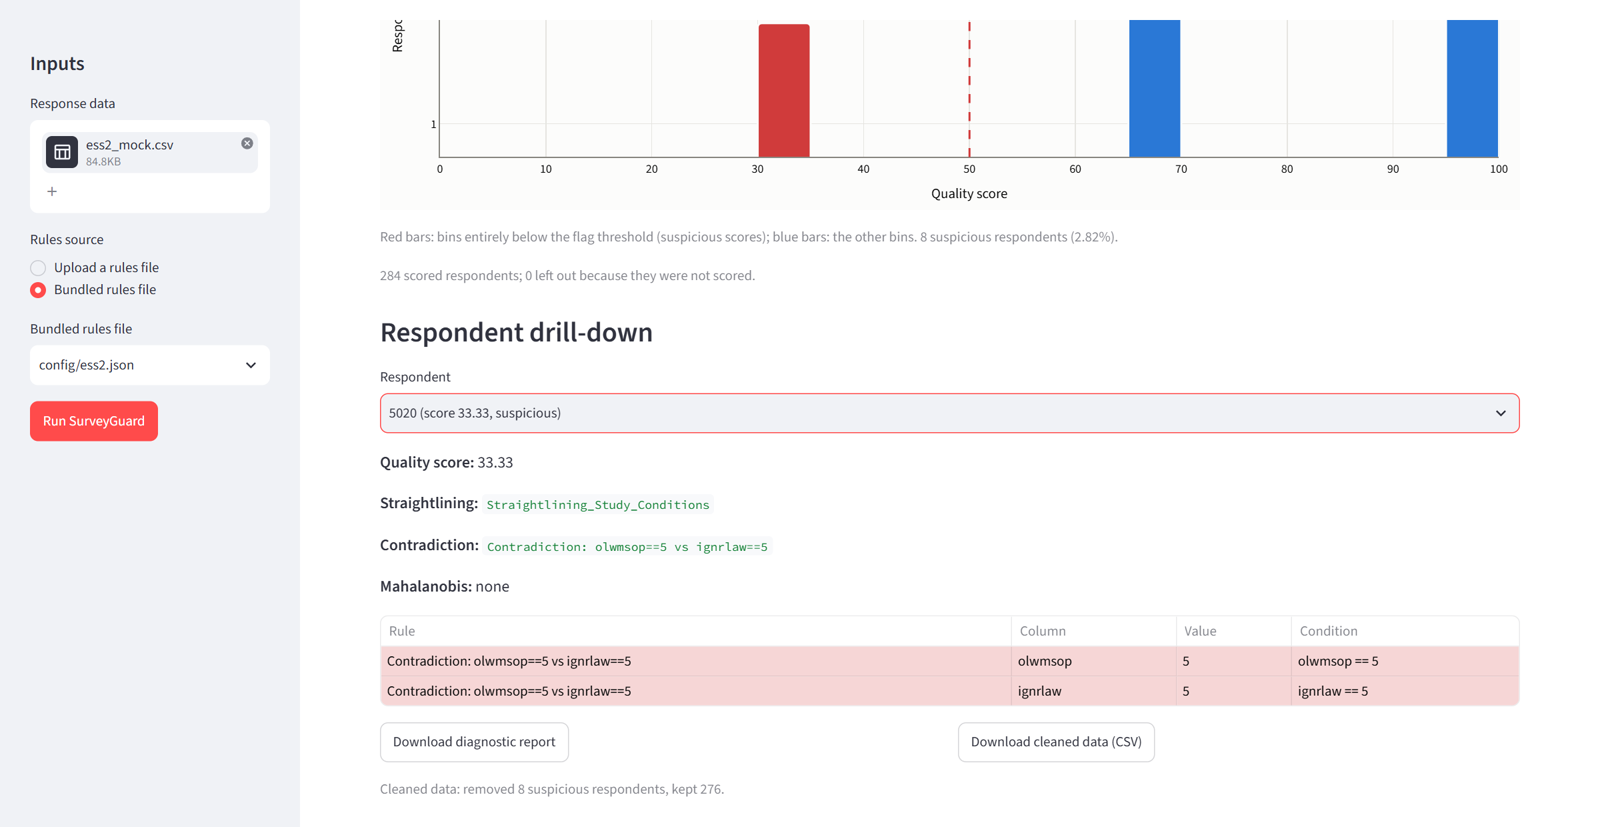 Inputs
Response data
ess2_mock.csv
84.8KB
+
Rules source
Upload a rules file
Bundled rules file
Bundled rules file
config/ess2.json
Run SurveyGuard
1
0 10 20 30 40 50 60 70 80 90 100
Quality score
Red bars: bins entirely below the flag threshold (suspicious scores); blue bars: the other bins. 8 suspicious respondents (2.82%).
284 scored respondents; 0 left out because they were not scored.
Respondent drill-down
Respondent
5020 (score 33.33, suspicious)
Quality score: 33.33
Straightlining: Straightlining_Study_Conditions
Contradiction: Contradiction: olwmsop==5 vs ignrlaw==5
Mahalanobis: none
Rule Column Value Condition
Contradiction: olwmsop==5 vs ignrlaw==5 olwmsop 5 olwmsop == 5
Contradiction: olwmsop==5 vs ignrlaw==5 ignrlaw 5 ignrlaw == 5
Download diagnostic report Download cleaned data (CSV)
Cleaned data: removed 8 suspicious respondents, kept 276.